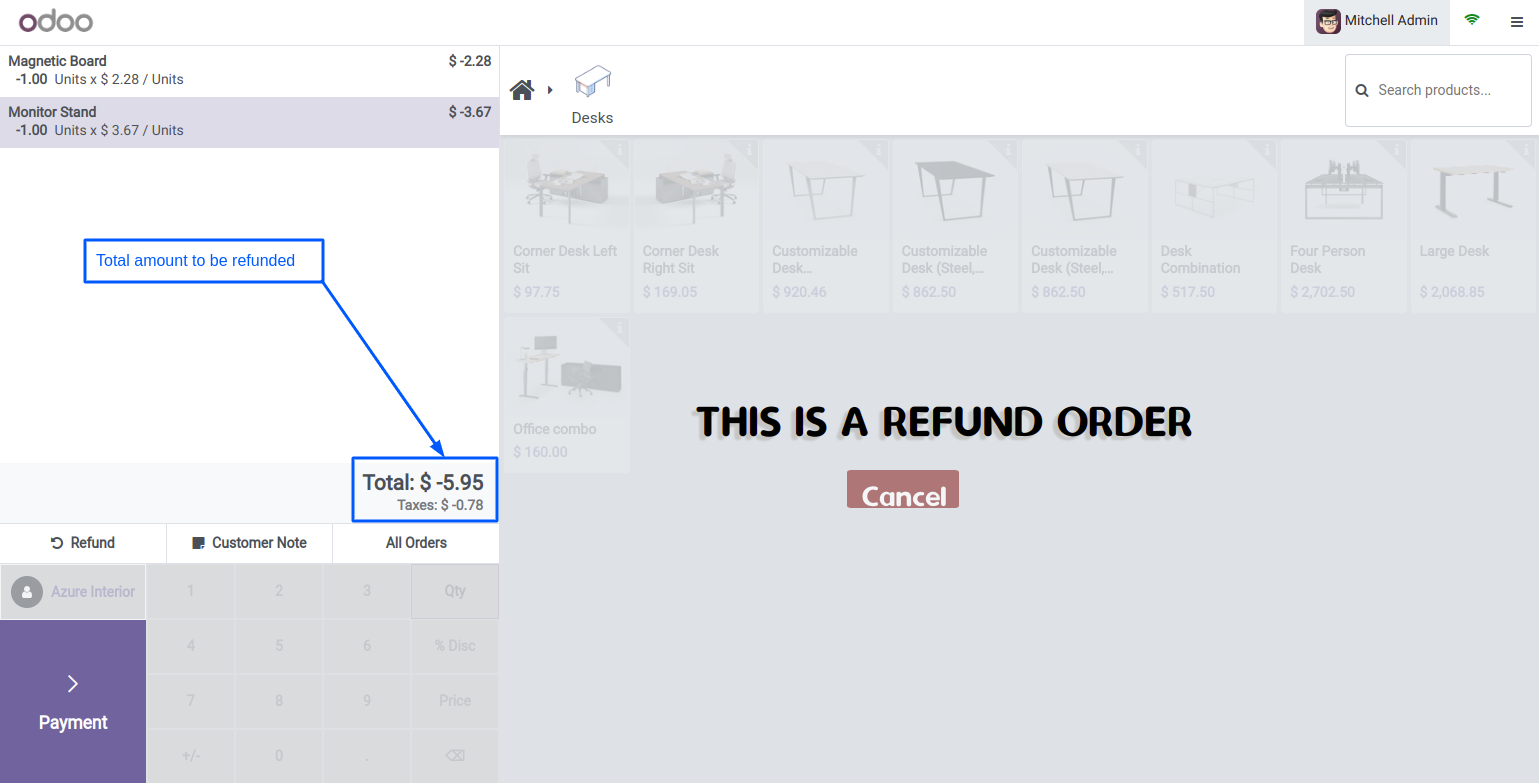 odoo
Mitchell Admin
Magnetic Board $ -2.28
-1.00 Units x $ 2.28 / Units
Monitor Stand $ -3.67
-1.00 Units x $ 3.67 / Units
Total amount to be refunded
Total: $ -5.95
Taxes: $ -0.78
Refund Customer Note All Orders
Azure Interior 1 2 3 Qty
4 5 6 % Disc
Payment 7 8 9 Price
+/- 0 .
Desks
Search products...
Corner Desk Left
Sit
$ 97.75
Corner Desk
Right Sit
$ 169.05
Customizable
Desk...
$ 920.46
Customizable
Desk (Steel,...
$ 862.50
Customizable
Desk (Steel,...
$ 862.50
Desk
Combination
$ 517.50
Four Person
Desk
$ 2,702.50
Large Desk
$ 2,068.85
Office combo
$ 160.00
THIS IS A REFUND ORDER
Cancel